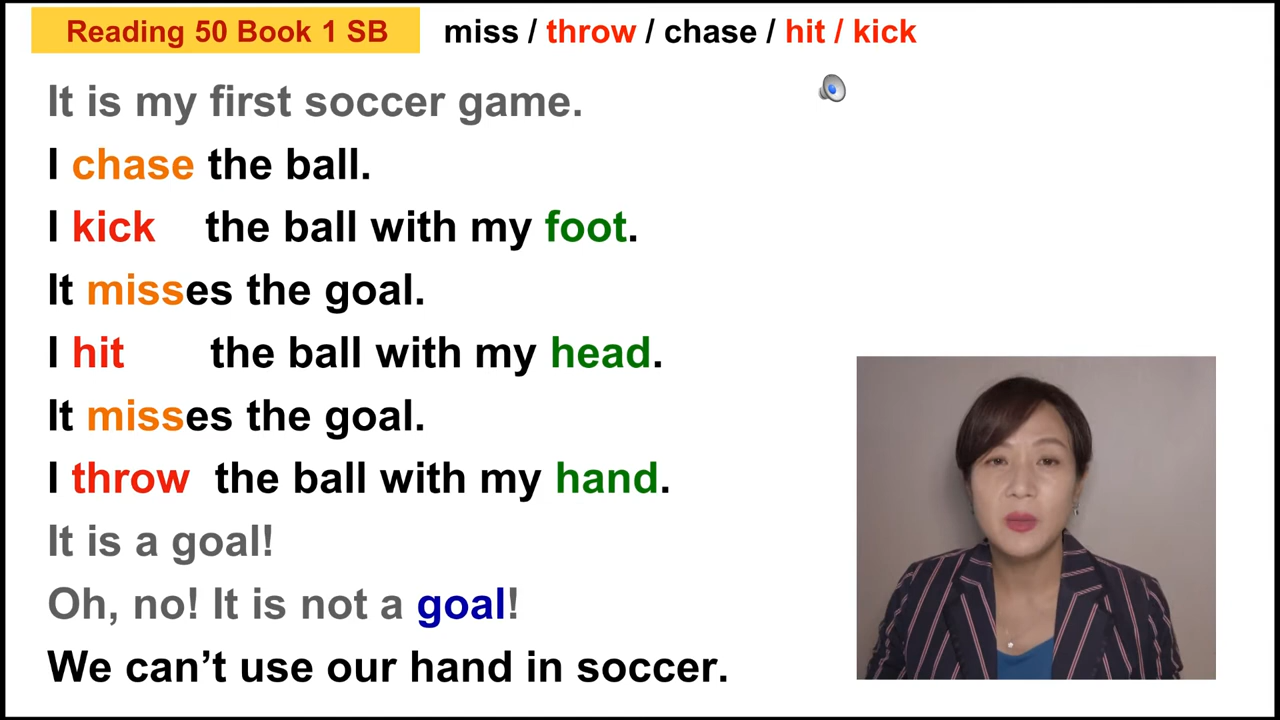 Reading 50 Book 1 SB
miss / throw / chase / hit / kick
It is my first soccer game.
I chase the ball.
I kick the ball with my foot.
It misses the goal.
I hit the ball with my head.
It misses the goal.
I throw the ball with my hand.
It is a goal!
Oh, no! It is not a goal!
We can’t use our hand in soccer.